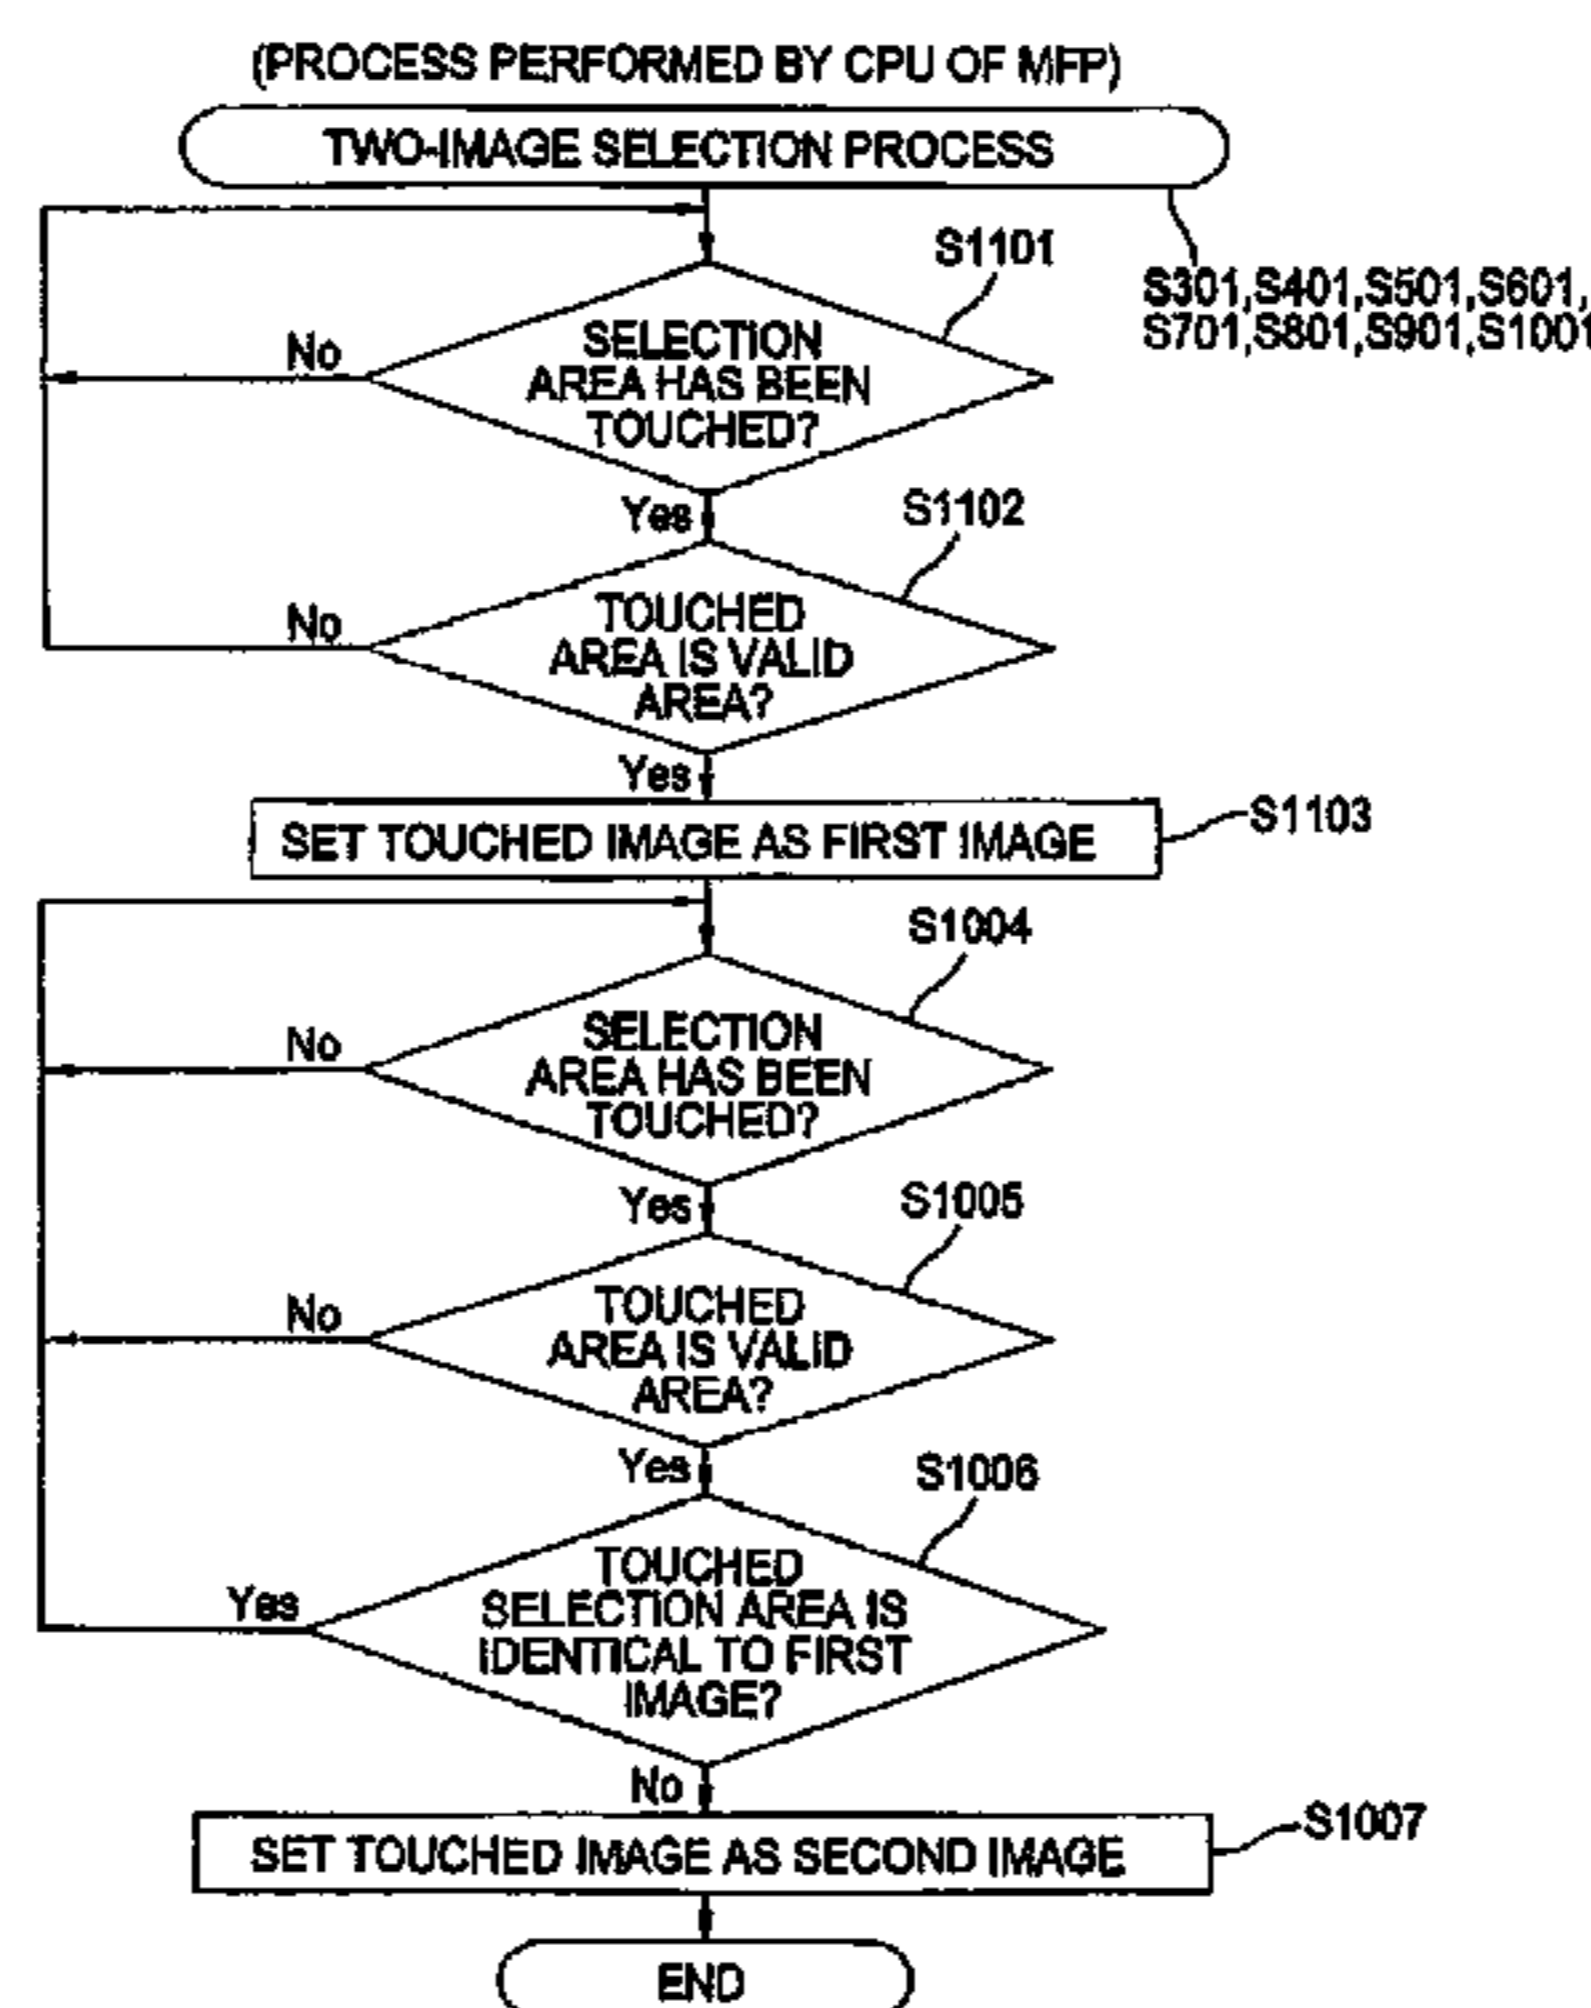 (PROCESS PERFORMED BY CPU OF MFP)
TWO-IMAGE SELECTION PROCESS
S301,S401,S501,S601,
S701,S801,S901,S1001
S1101
SELECTION
AREA HAS BEEN
TOUCHED?
No
Yes
S1102
TOUCHED
AREA IS VALID
AREA?
No
Yes
SET TOUCHED IMAGE AS FIRST IMAGE
S1103
S1004
SELECTION
AREA HAS BEEN
TOUCHED?
No
Yes
S1005
TOUCHED
AREA IS VALID
AREA?
No
Yes
S1006
TOUCHED
SELECTION AREA IS
IDENTICAL TO FIRST
IMAGE?
Yes
No
SET TOUCHED IMAGE AS SECOND IMAGE
S1007
END